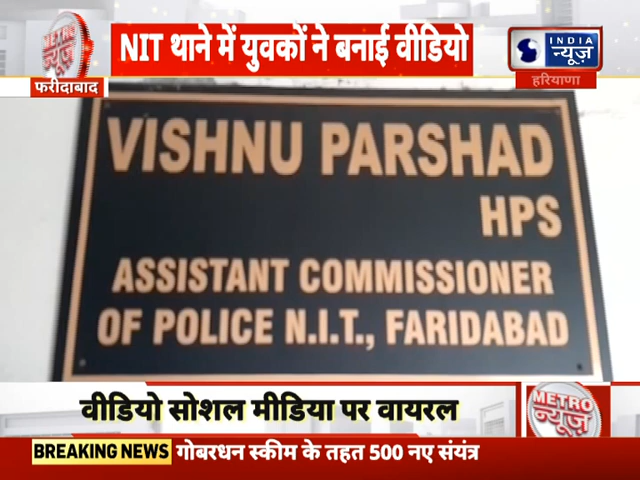 METRO
न्यूज़
फरीदाबाद
NIT थाने में युवकों ने बनाई वीडियो
INDIA
न्यूज़
हरियाणा
VISHNU PARSHAD
HPS
ASSISTANT COMMISSIONER
OF POLICE N.I.T., FARIDABAD
वीडियो सोशल मीडिया पर वायरल
METRO
न्यूज़
BREAKING NEWS गोबरधन स्कीम के तहत 500 नए संयंत्र